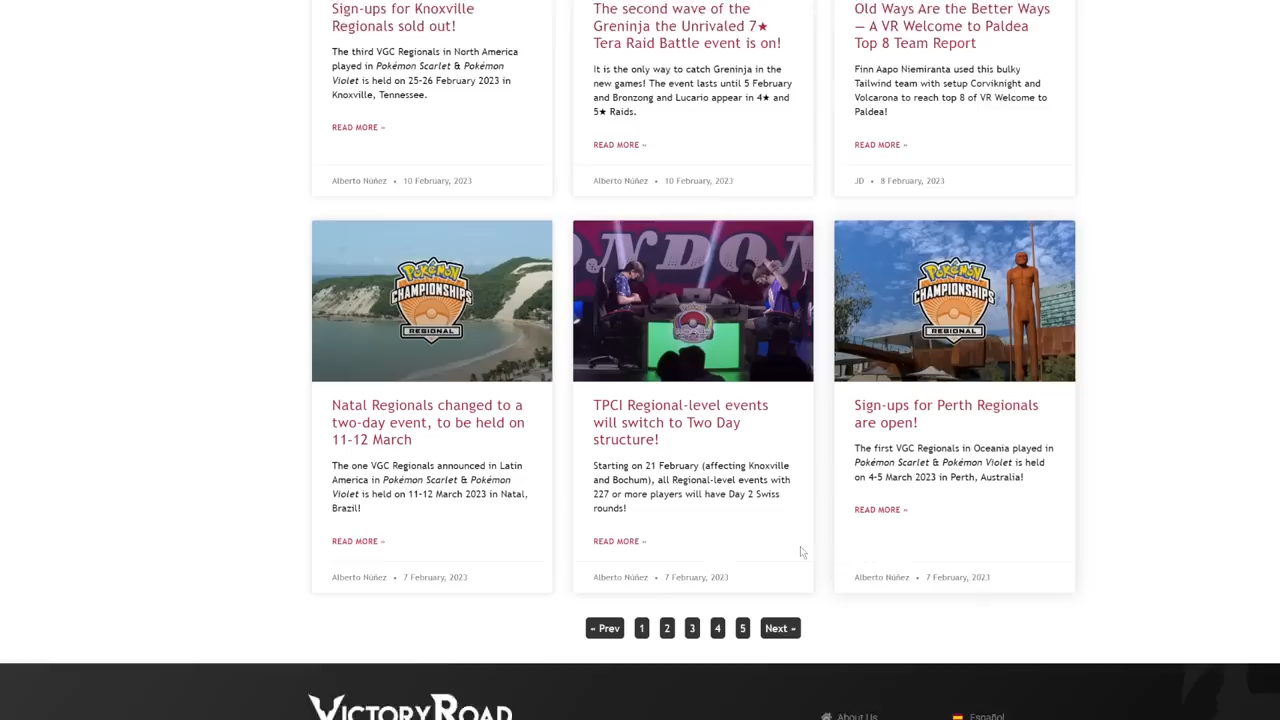 Sign-ups for Knoxville
Regionals sold out!
The third VGC Regionals in North America
played in Pokémon Scarlet & Pokémon
Violet is held on 25-26 February 2023 in
Knoxville, Tennessee.
READ MORE »
Alberto Núñez • 10 February, 2023
The second wave of the
Greninja the Unrivaled 7★
Tera Raid Battle event is on!
It is the only way to catch Greninja in the
new games! The event lasts until 5 February
and Bronzong and Lucario appear in 4★ and
5★ Raids.
READ MORE »
Alberto Núñez • 10 February, 2023
Old Ways Are the Better Ways
— A VR Welcome to Paldea
Top 8 Team Report
Finn Aapo Niemiranta used this bulky
Tailwind team with setup Corviknight and
Volcarona to reach top 8 of VR Welcome to
Paldea!
READ MORE »
JD • 8 February, 2023
POKéMON
CHAMPIONSHIPS
REGIONAL
Natal Regionals changed to a
two-day event, to be held on
11-12 March
The one VGC Regionals announced in Latin
America in Pokémon Scarlet & Pokémon
Violet is held on 11-12 March 2023 in Natal,
Brazil!
READ MORE »
Alberto Núñez • 7 February, 2023
ONDON
TPCI Regional-level events
will switch to Two Day
structure!
Starting on 21 February (affecting Knoxville
and Bochum), all Regional-level events with
227 or more players will have Day 2 Swiss
rounds!
READ MORE »
Alberto Núñez • 7 February, 2023
POKéMON
CHAMPIONSHIPS
REGIONAL
Sign-ups for Perth Regionals
are open!
The first VGC Regionals in Oceania played in
Pokémon Scarlet & Pokémon Violet is held
on 4-5 March 2023 in Perth, Australia!
READ MORE »
Alberto Núñez • 7 February, 2023
« Prev 1 2 3 4 5 Next »
VICTORY ROAD
About Us
Español